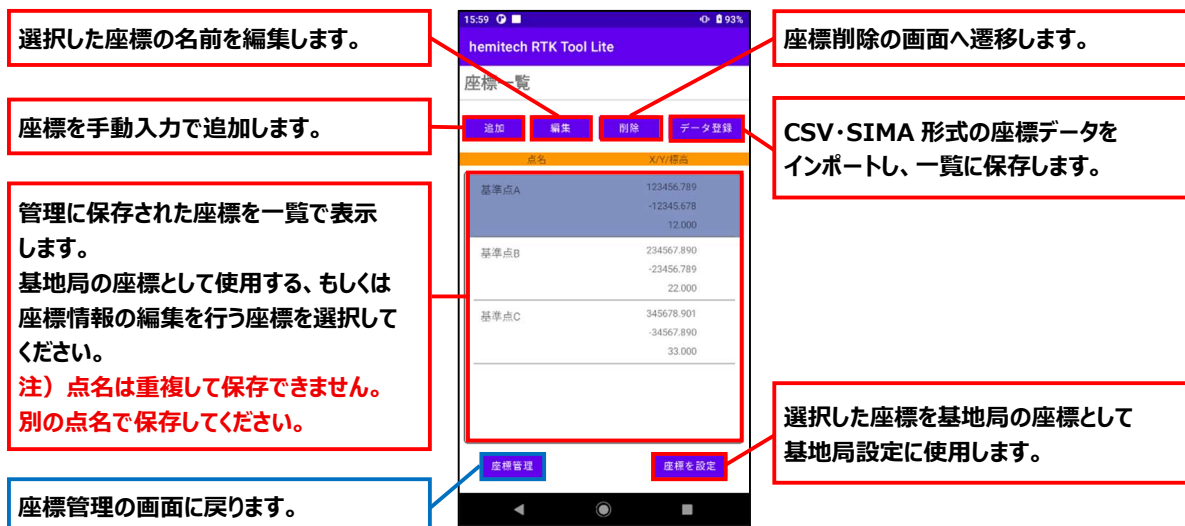 選択した座標の名前を編集します。
座標を手動入力で追加します。
管理に保存された座標を一覧で表示
します。
基地局の座標として使用する、もしくは
座標情報の編集を行う座標を選択して
ください。
注）点名は重複して保存できません。
別の点名で保存してください。
座標管理の画面に戻ります。
15:59 93%
hemitech RTK Tool Lite
座標一覧
追加 編集 削除 データ登録
点名 X/Y/標高
基準点A 123456.789
-12345.678
12.000
基準点B 234567.890
-23456.789
22.000
基準点C 345678.901
-34567.890
33.000
座標管理 座標を設定
座標削除の画面へ遷移します。
CSV・SIMA 形式の座標データを
インポートし、一覧に保存します。
選択した座標を基地局の座標として
基地局設定に使用します。